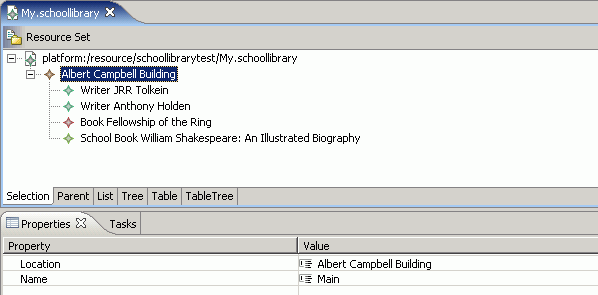 My.schoollibrary
Resource Set
platform:/resource/schoollibrarytest/My.schoollibrary
Albert Campbell Building
Writer JRR Tolkein
Writer Anthony Holden
Book Fellowship of the Ring
School Book William Shakespeare: An Illustrated Biography
Selection Parent List Tree Table TableTree
Properties Tasks
Property Value
Location Albert Campbell Building
Name Main